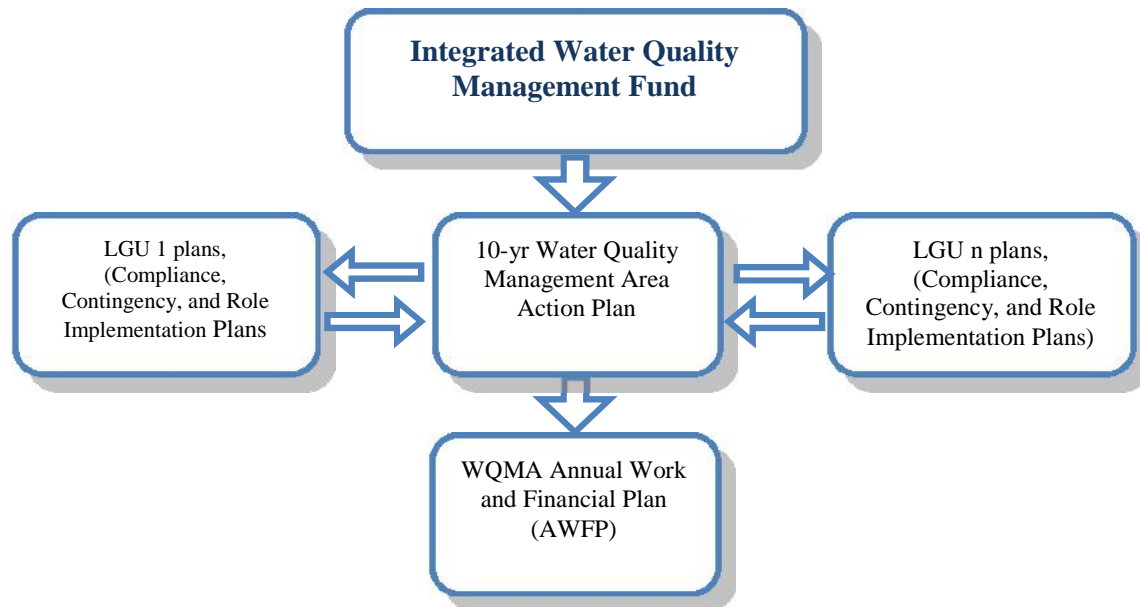 Integrated Water Quality
Management Fund
LGU 1 plans,
(Compliance,
Contingency, and Role
Implementation Plans
10-yr Water Quality
Management Area
Action Plan
LGU n plans,
(Compliance,
Contingency, and Role
Implementation Plans)
WQMA Annual Work
and Financial Plan
(AWFP)